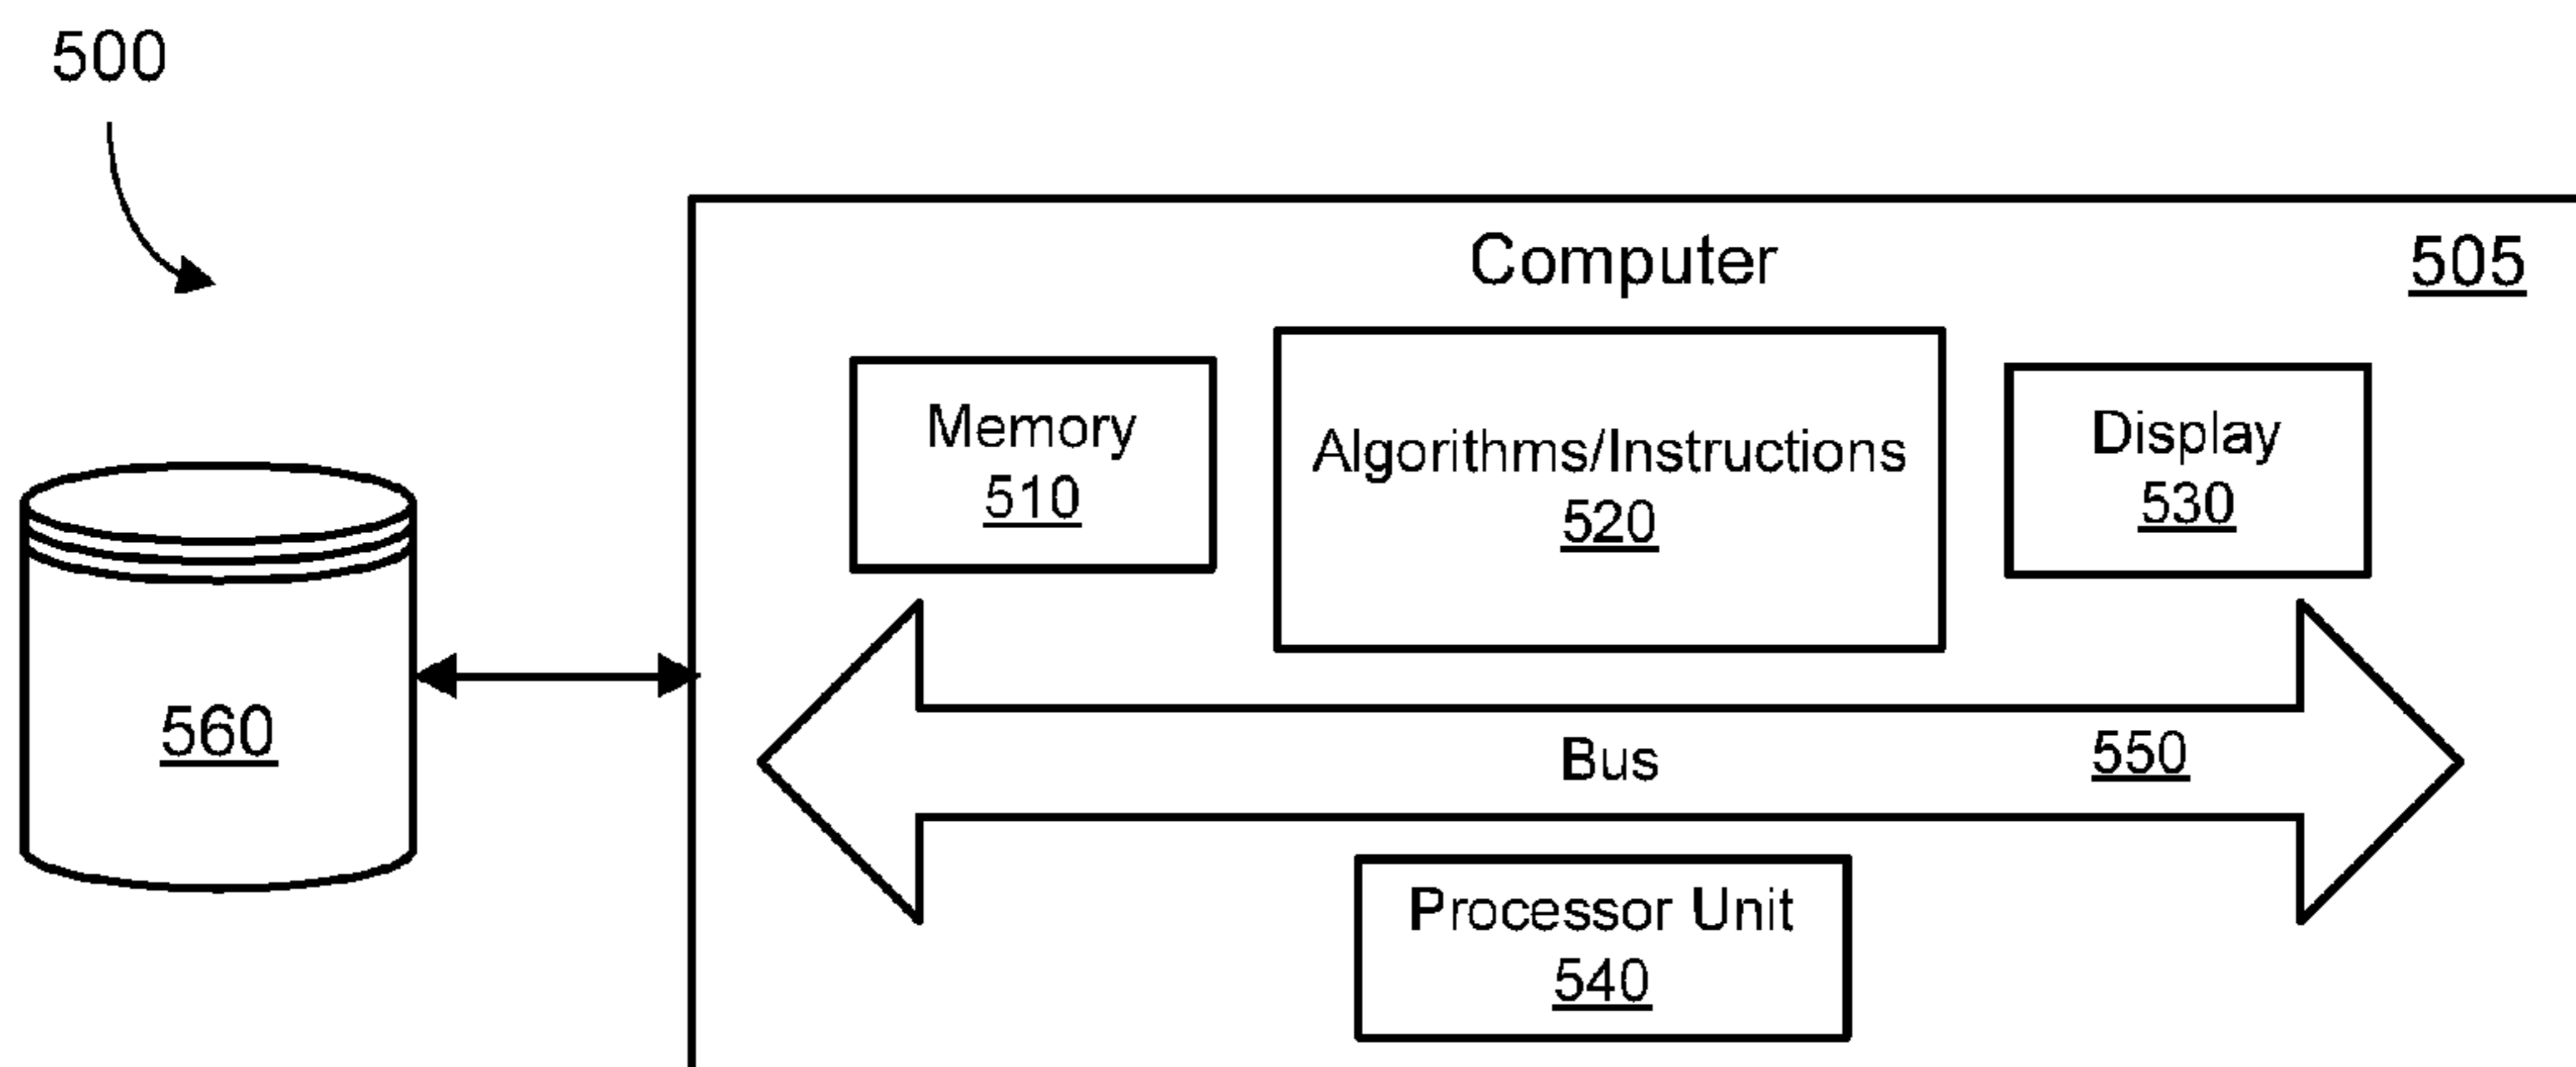 500
Computer
505
Memory
510
Algorithms/Instructions
520
Display
530
560
Bus
550
Processor Unit
540